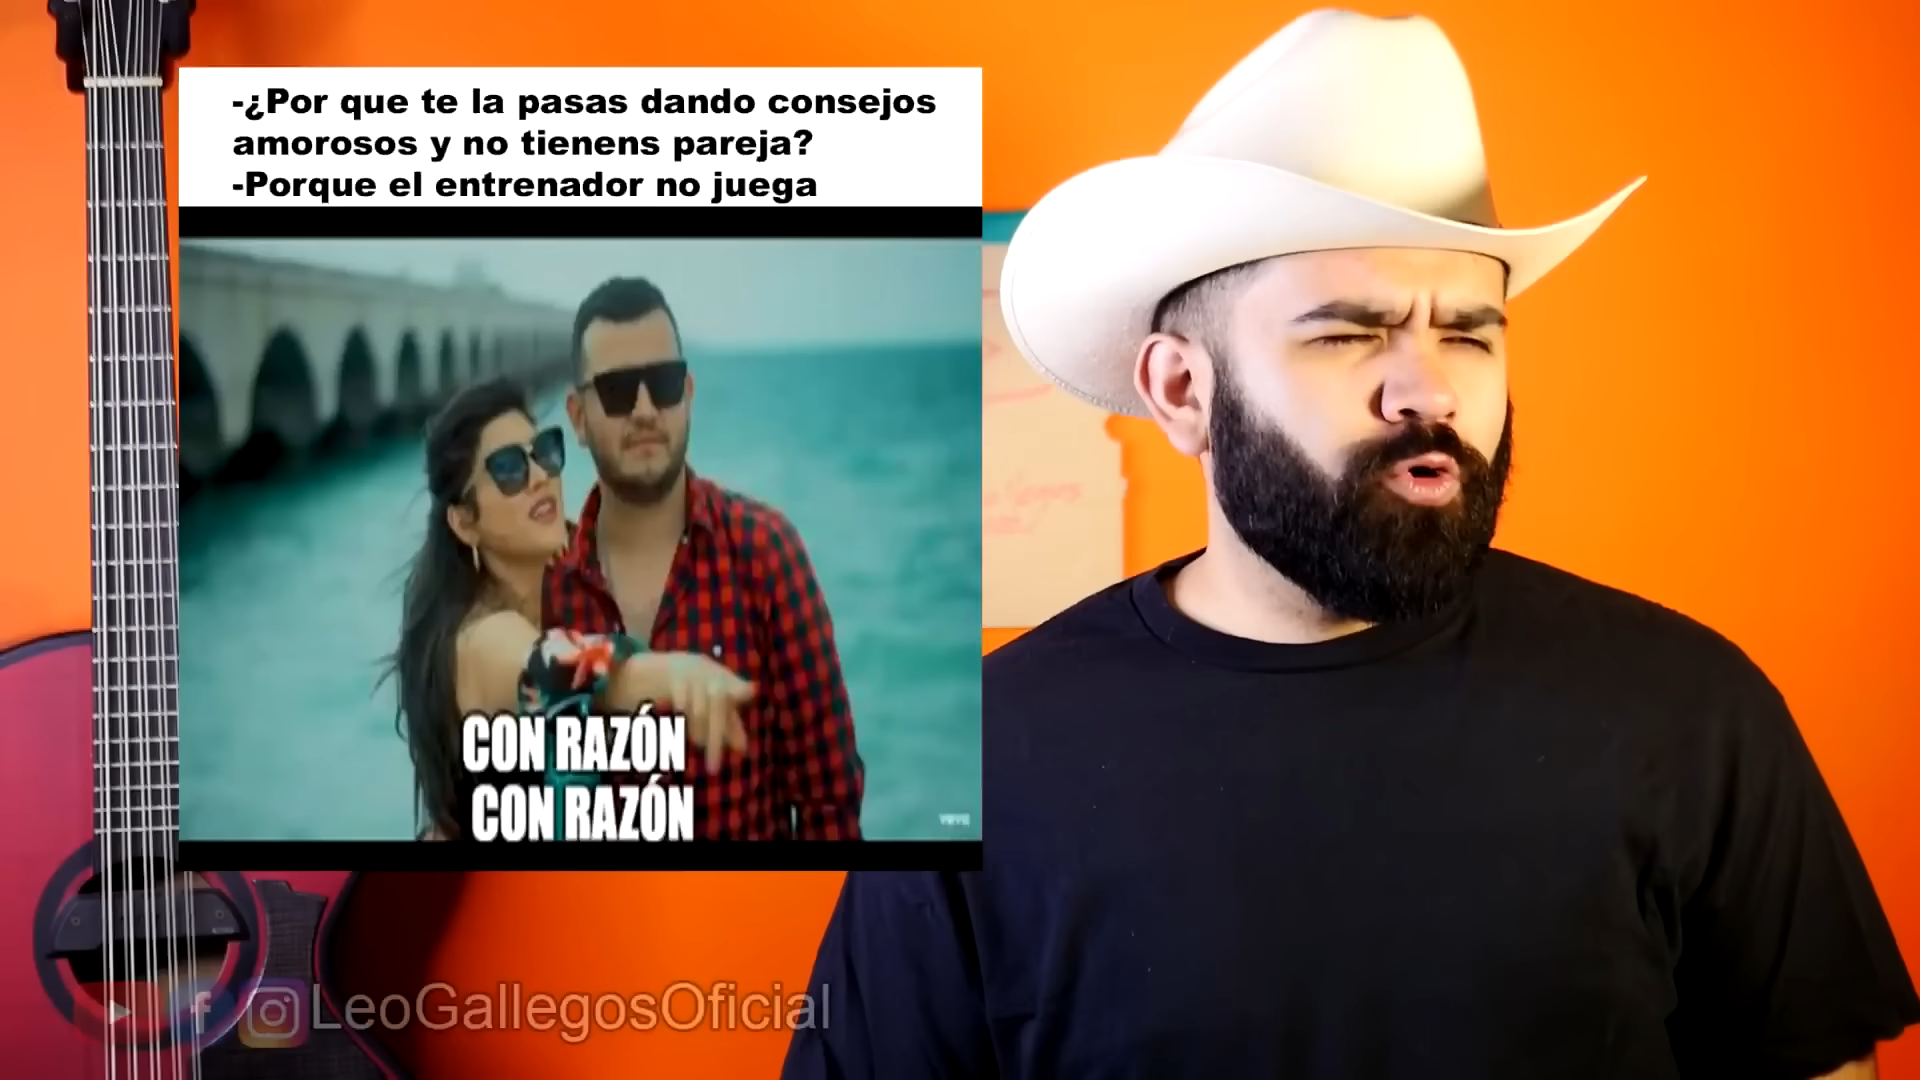 -¿Por que te la pasas dando consejos
amorosos y no tienens pareja?
-Porque el entrenador no juega
CON RAZÓN
CON RAZÓN
LeoGallegosOficial